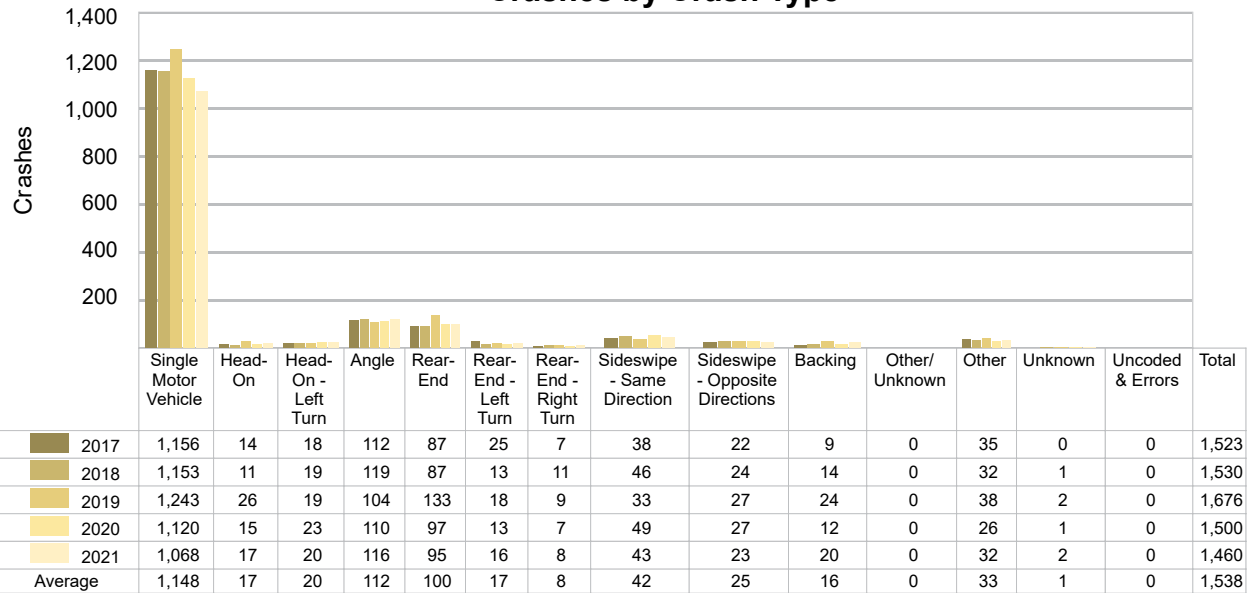 1,400
1,200
1,000
800
600
400
200
Crashes
Single Motor Vehicle Head-On Head-On - Left Turn Angle Rear-End Rear-End - Left Turn Rear-End - Right Turn Sideswipe - Same Direction Sideswipe - Opposite Directions Backing Other/ Unknown Other Unknown Uncoded & Errors Total
2017 1,156 14 18 112 87 25 7 38 22 9 0 35 0 0 1,523
2018 1,153 11 19 119 87 13 11 46 24 14 0 32 1 0 1,530
2019 1,243 26 19 104 133 18 9 33 27 24 0 38 2 0 1,676
2020 1,120 15 23 110 97 13 7 49 27 12 0 26 1 0 1,500
2021 1,068 17 20 116 95 16 8 43 23 20 0 32 2 0 1,460
Average 1,148 17 20 112 100 17 8 42 25 16 0 33 1 0 1,538